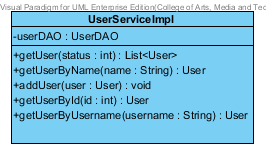 Visual Paradigm for UML Enterprise Edition(College of Arts, Media and Tec
UserServiceImpl
-userDAO : UserDAO
+getUser(status : int) : List<User>
+getUserByName(name : String) : User
+addUser(user : User) : void
+getUserById(id : int) : User
+getUserByUsername(username : String) : User